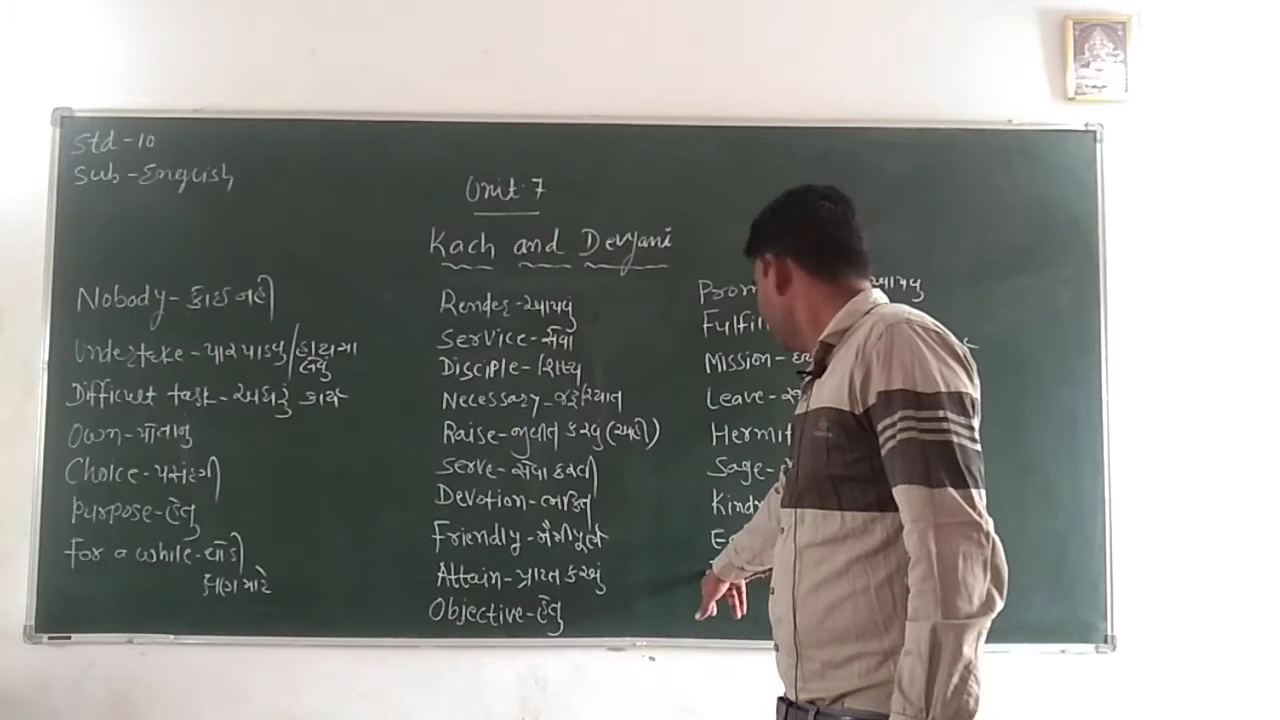 Std-10
Sub-English
Unit-7
Kach and Devyani
Nobody-કોઈ નહી
Undertake-પાર પાડવુ/હાથમા
લેવું
Difficult task-અઘરું કાર્ય
Own-પોતાનુ
Choice-પસંદગી
Purpose-હેતુ
For a while-થોડી
ક્ષણ માટે
Render-આપવું
Service-સેવા
Disciple-શિષ્ય
Necessary-જરૂરિયાત
Raise-જીવીત કરવુ (અહી)
Serve-સેવા કરવી
Devotion-ભક્તિ
Friendly-મૈત્રીપૂર્ણ
Attain-પ્રાપ્ત કરવું
Objective-હેતુ
Mission-
Leave-
Hermit
Sage-